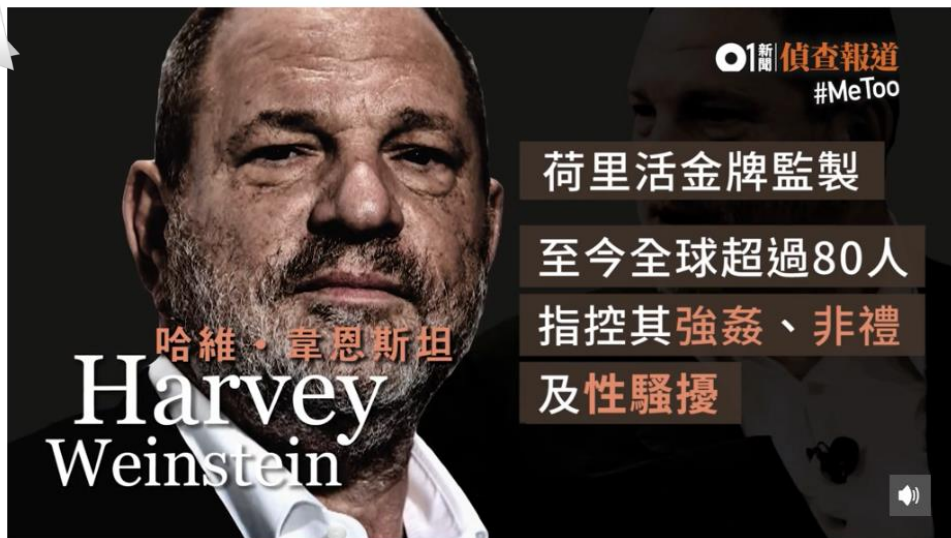 01新聞 偵查報道
#MeToo
荷里活金牌監製
至今全球超過80人
指控其強姦、非禮
及性騷擾
哈維·韋恩斯坦
Harvey
Weinstein